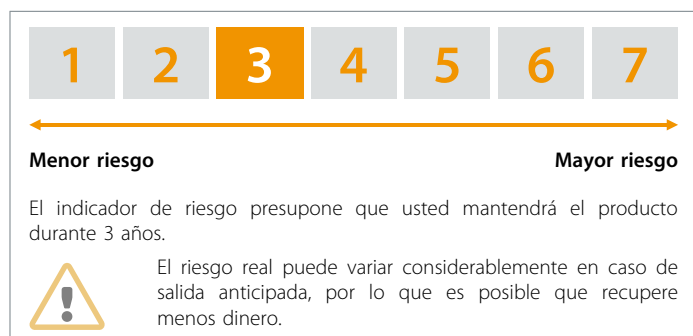 1 2 3 4 5 6 7
Menor riesgo Mayor riesgo
El indicador de riesgo presupone que usted mantendrá el producto
durante 3 años.
El riesgo real puede variar considerablemente en caso de
salida anticipada, por lo que es posible que recupere
menos dinero.